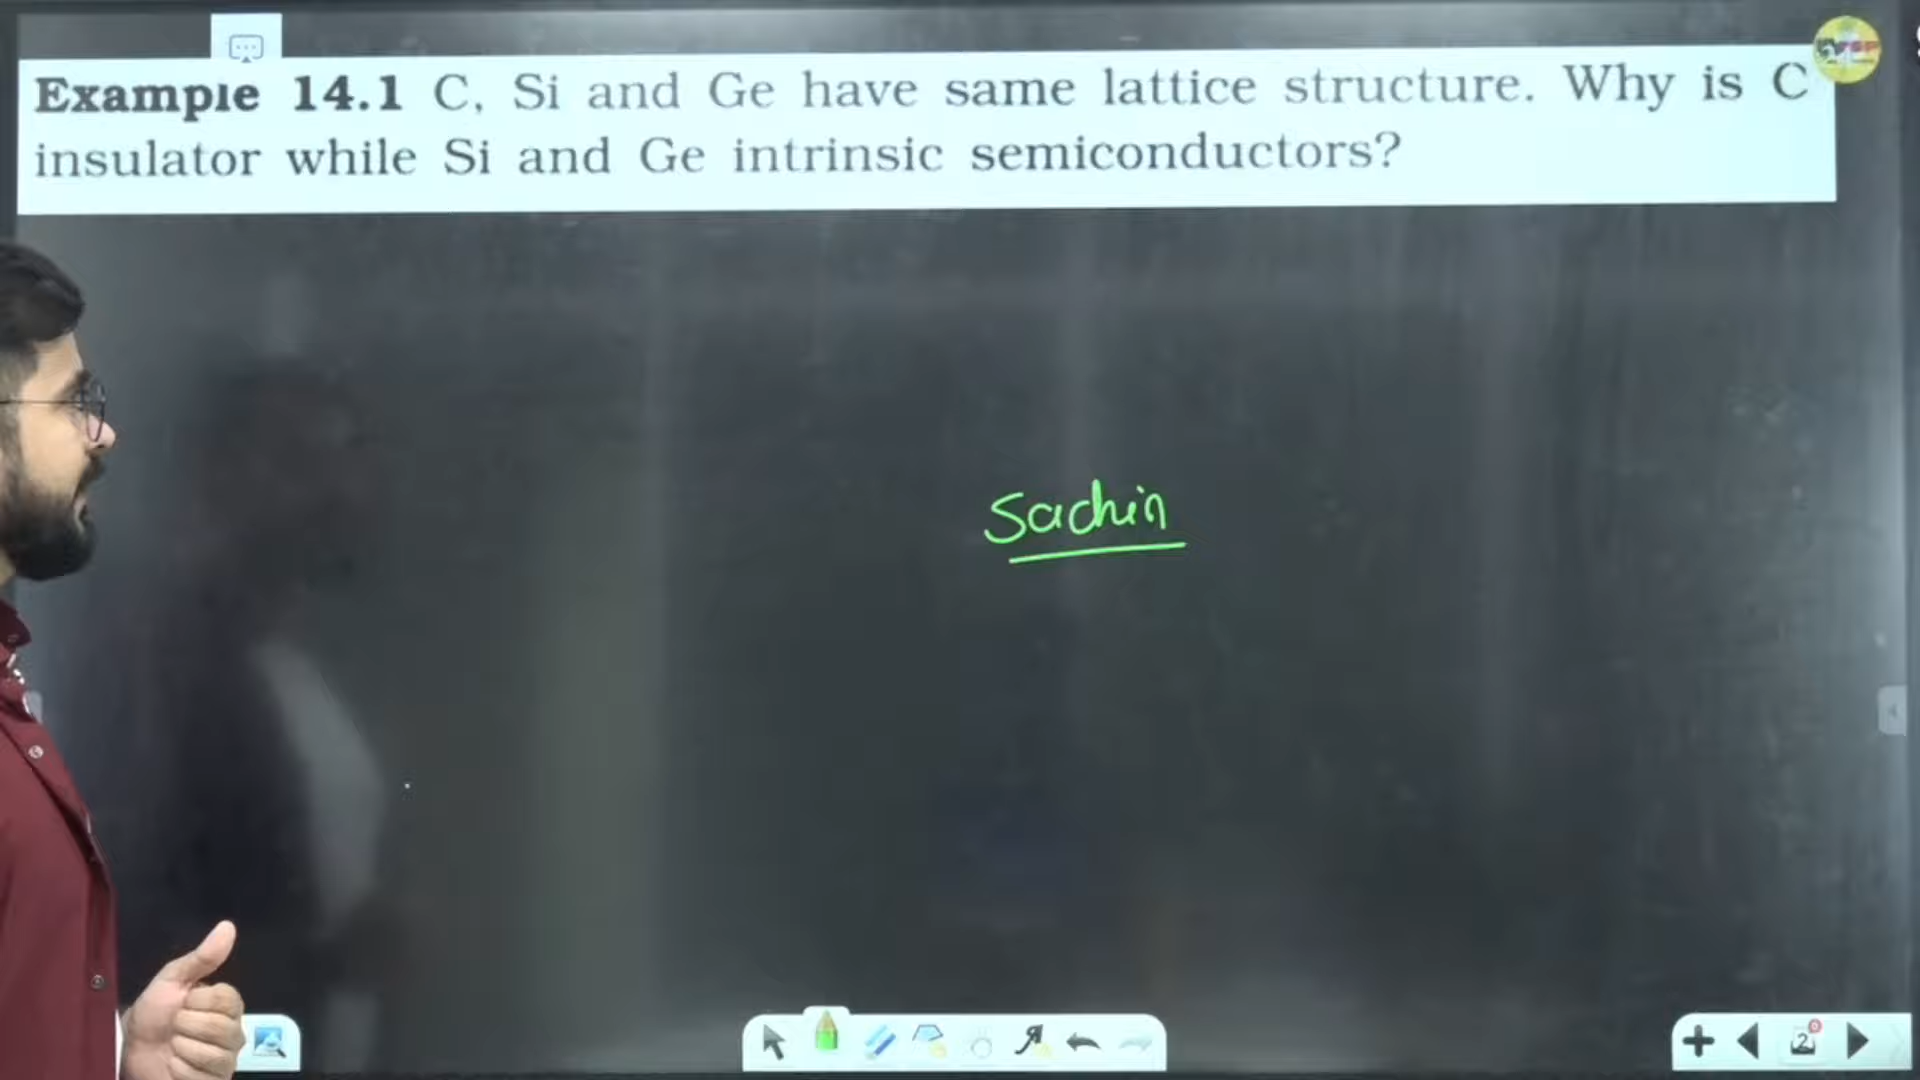 Example 14.1 C, Si and Ge have same lattice structure. Why is C
insulator while Si and Ge intrinsic semiconductors?
Sachin
2